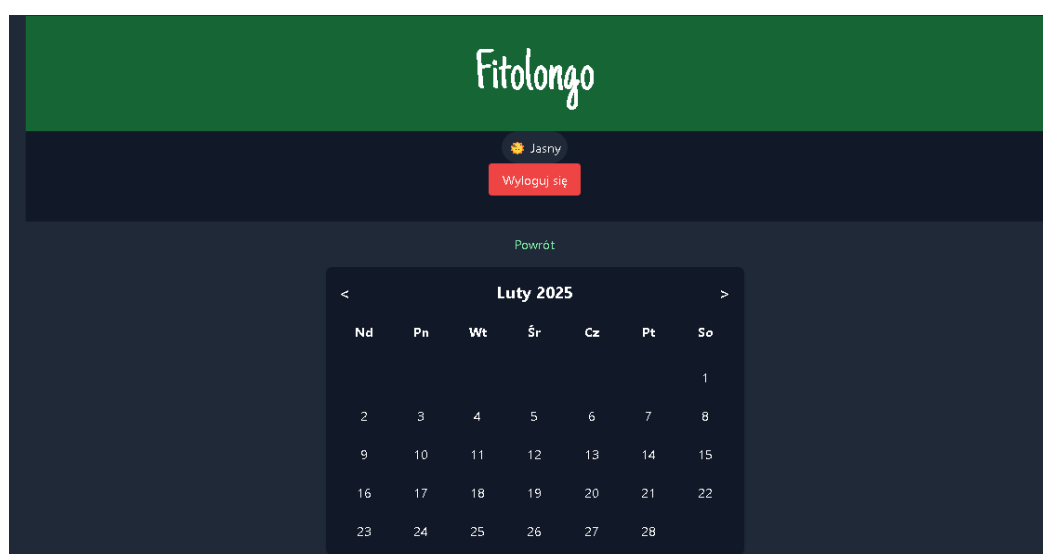 Fitolongo
🌞 Jasny
Wyloguj się
Powrót
< Luty 2025 >
Nd Pn Wt Śr Cz Pt So
1
2 3 4 5 6 7 8
9 10 11 12 13 14 15
16 17 18 19 20 21 22
23 24 25 26 27 28